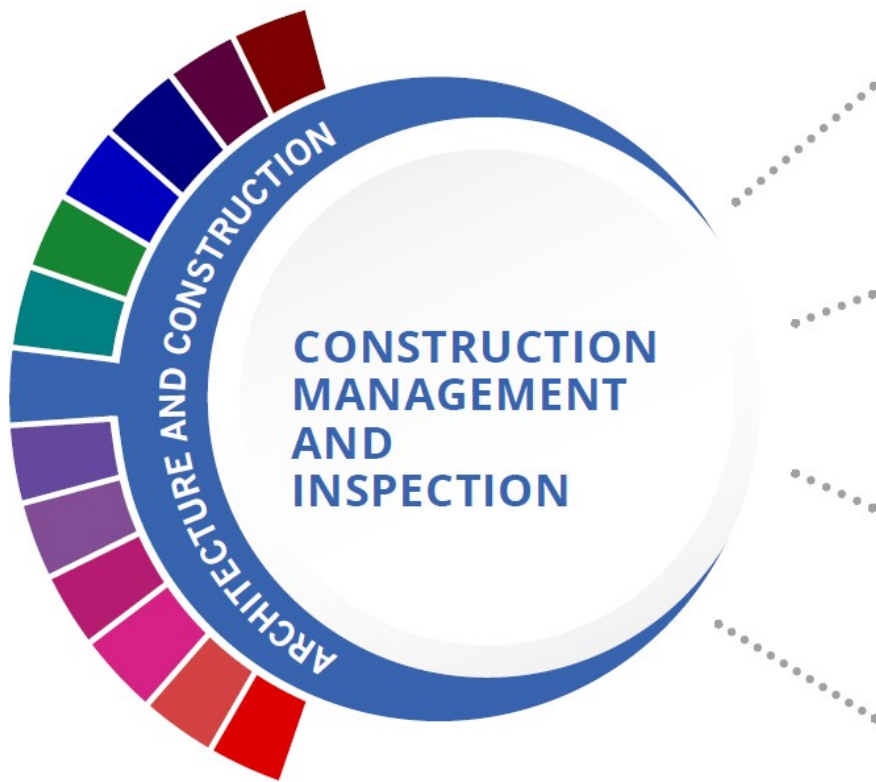 ARCHITECTURE AND CONSTRUCTION
CONSTRUCTION
MANAGEMENT
AND
INSPECTION